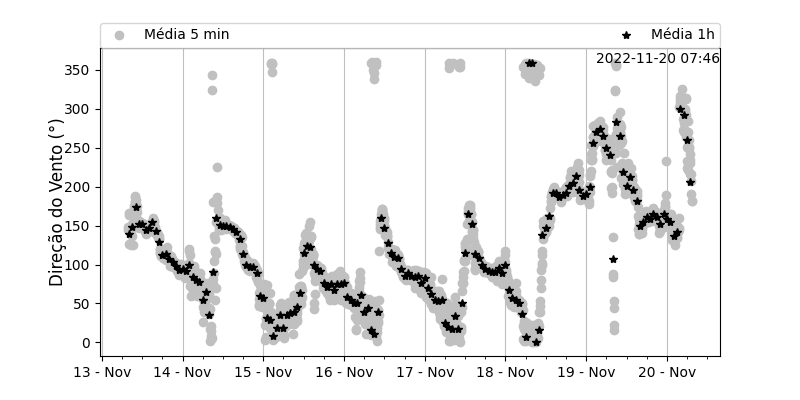 Média 5 min
Média 1h
2022-11-20 07:46
Direção do Vento (°)
350
300
250
200
150
100
50
0
13 - Nov
14 - Nov
15 - Nov
16 - Nov
17 - Nov
18 - Nov
19 - Nov
20 - Nov